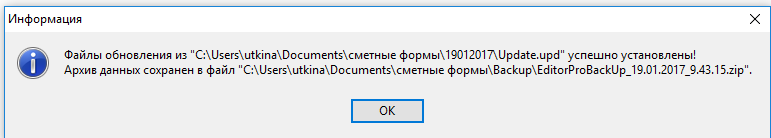 Информация
Файлы обновления из "C:\Users\utkina\Documents\сметные формы\19012017\Update.upd" успешно установлены!
Архив данных сохранен в файл "C:\Users\utkina\Documents\сметные формы\Backup\EditorProBackUp_19.01.2017_9.43.15.zip".
OK